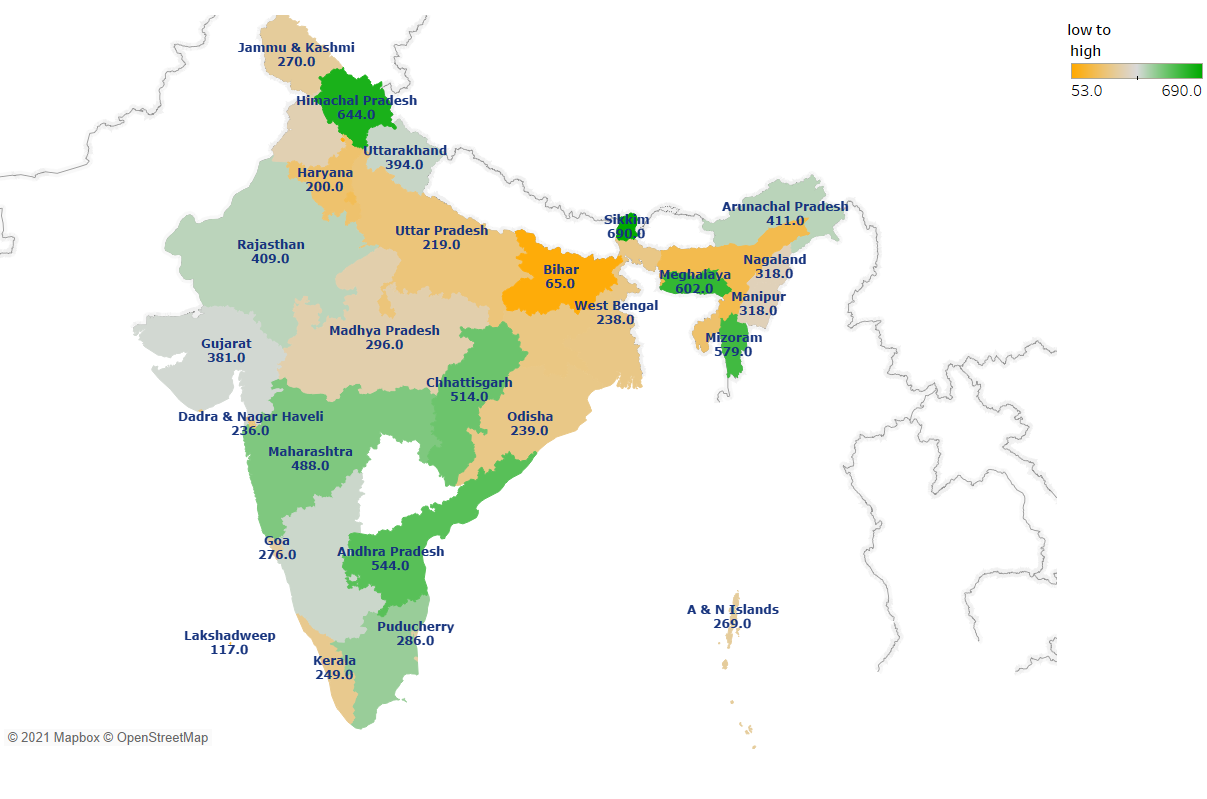 low to
high
53.0 690.0
Jammu & Kashmi
270.0
Himachal Pradesh
644.0
Uttarakhand
394.0
Haryana
200.0
Arunachal Pradesh
411.0
Sikkim
690.0
Uttar Pradesh
219.0
Rajasthan
409.0
Nagaland
318.0
Bihar
65.0
Meghalaya
602.0
Manipur
318.0
West Bengal
238.0
Madhya Pradesh
296.0
Mizoram
579.0
Gujarat
381.0
Chhattisgarh
514.0
Dadra & Nagar Haveli
236.0
Odisha
239.0
Maharashtra
488.0
Goa
276.0
Andhra Pradesh
544.0
A & N Islands
269.0
Puducherry
286.0
Lakshadweep
117.0
Kerala
249.0
© 2021 Mapbox © OpenStreetMap